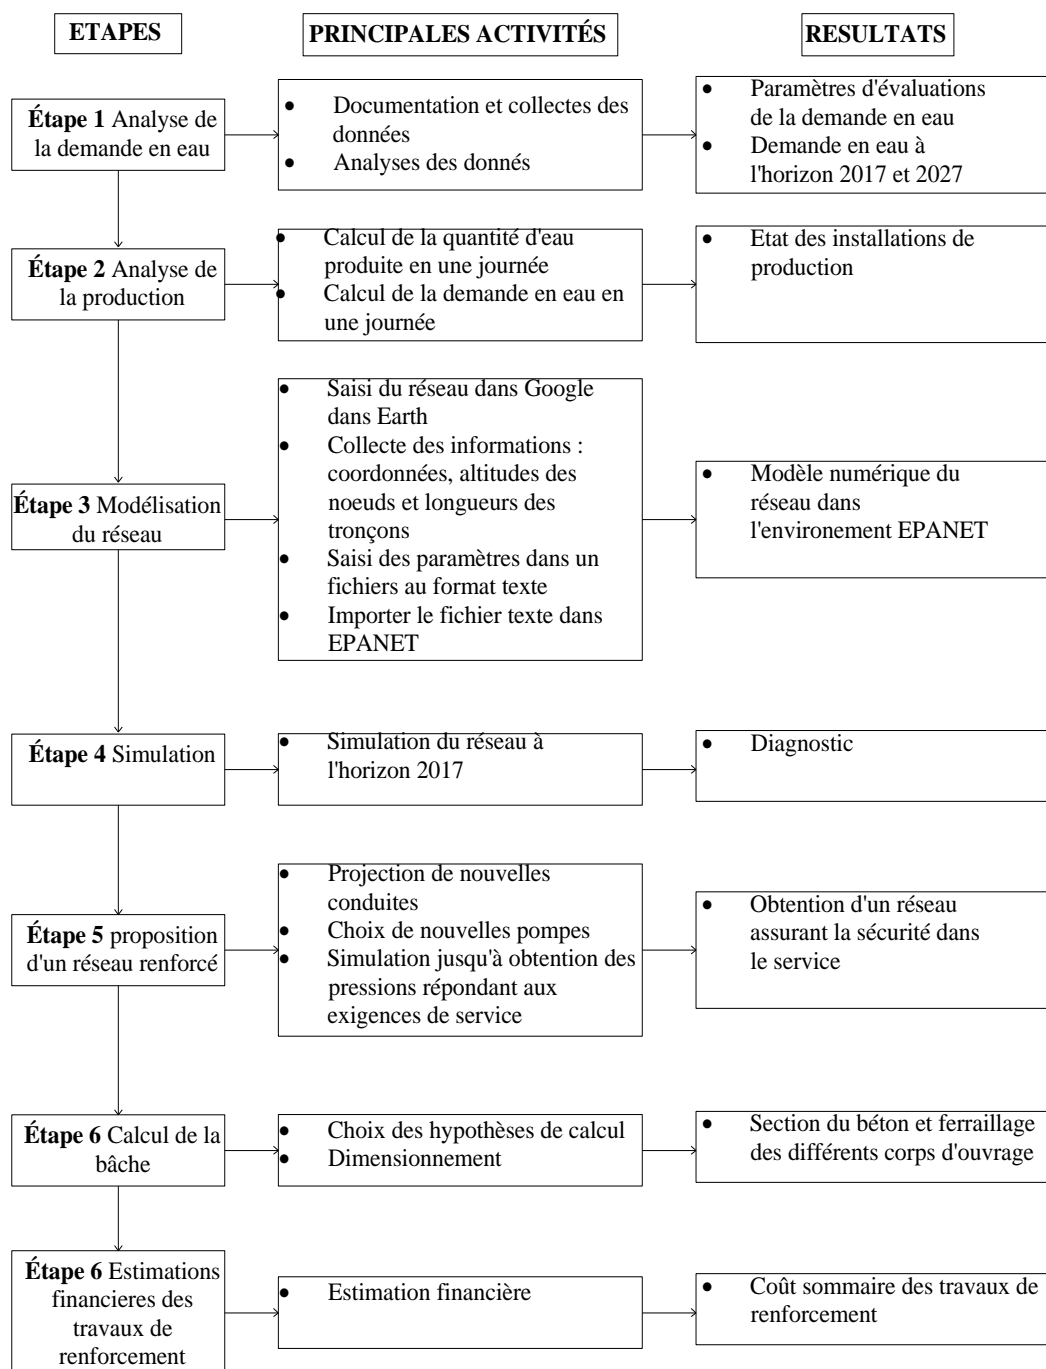 ETAPES
PRINCIPALES ACTIVITÉS
RESULTATS
Étape 1 Analyse de
la demande en eau
• Documentation et collectes des
données
• Analyses des donnés
• Paramètres d'évaluations
de la demande en eau
• Demande en eau à
l'horizon 2017 et 2027
Étape 2 Analyse de
la production
• Calcul de la quantité d'eau
produite en une journée
• Calcul de la demande en eau en
une journée
• Etat des installations de
production
Étape 3 Modélisation
du réseau
• Saisi du réseau dans Google
dans Earth
• Collecte des informations :
coordonnées, altitudes des
noeuds et longueurs des
tronçons
• Saisi des paramètres dans un
fichiers au format texte
• Importer le fichier texte dans
EPANET
• Modèle numérique du
réseau dans
l'environement EPANET
Étape 4 Simulation
• Simulation du réseau à
l'horizon 2017
• Diagnostic
Étape 5 proposition
d'un réseau renforcé
• Projection de nouvelles
conduites
• Choix de nouvelles pompes
• Simulation jusqu'à obtention des
pressions répondant aux
exigences de service
• Obtention d'un réseau
assurant la sécurité dans
le service
Étape 6 Calcul de la
bâche
• Choix des hypothèses de calcul
• Dimensionnement
• Section du béton et ferraillage
des différents corps d'ouvrage
Étape 6 Estimations
financieres des
travaux de
renforcement
• Estimation financière
• Coût sommaire des travaux de
renforcement